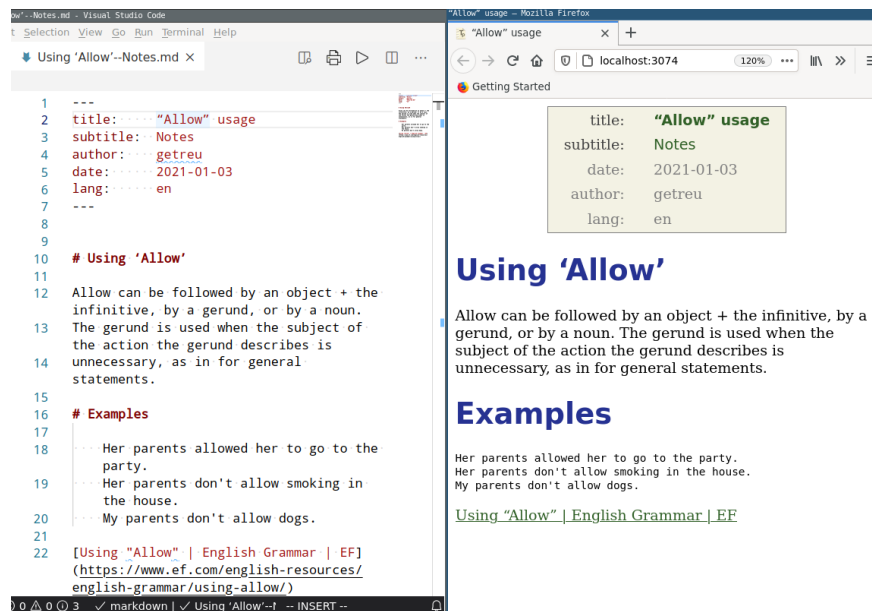 ow'--Notes.md - Visual Studio Code
t Selection View Go Run Terminal Help
Using ‘Allow’--Notes.md ×
1 ---
2 title: “Allow” usage
3 subtitle: Notes
4 author: getreu
5 date: 2021-01-03
6 lang: en
7 ---
8
9
10 # Using ‘Allow’
11
12 Allow can be followed by an object + the
infinitive, by a gerund, or by a noun.
13 The gerund is used when the subject of
the action the gerund describes is
14 unnecessary, as in for general
statements.
15
16 # Examples
17
18 Her parents allowed her to go to the
party.
19 Her parents don't allow smoking in
the house.
20 My parents don't allow dogs.
21
22 [Using "Allow" | English Grammar | EF]
(https://www.ef.com/english-resources/
english-grammar/using-allow/)
0 0 3 markdown | Using ‘Allow’--N -- INSERT --
“Allow” usage — Mozilla Firefox
“Allow” usage
localhost:3074 120%
Getting Started
title: “Allow” usage
subtitle: Notes
date: 2021-01-03
author: getreu
lang: en
Using ‘Allow’
Allow can be followed by an object + the infinitive, by a
gerund, or by a noun. The gerund is used when the
subject of the action the gerund describes is
unnecessary, as in for general statements.
Examples
Her parents allowed her to go to the party.
Her parents don't allow smoking in the house.
My parents don't allow dogs.
Using “Allow” | English Grammar | EF